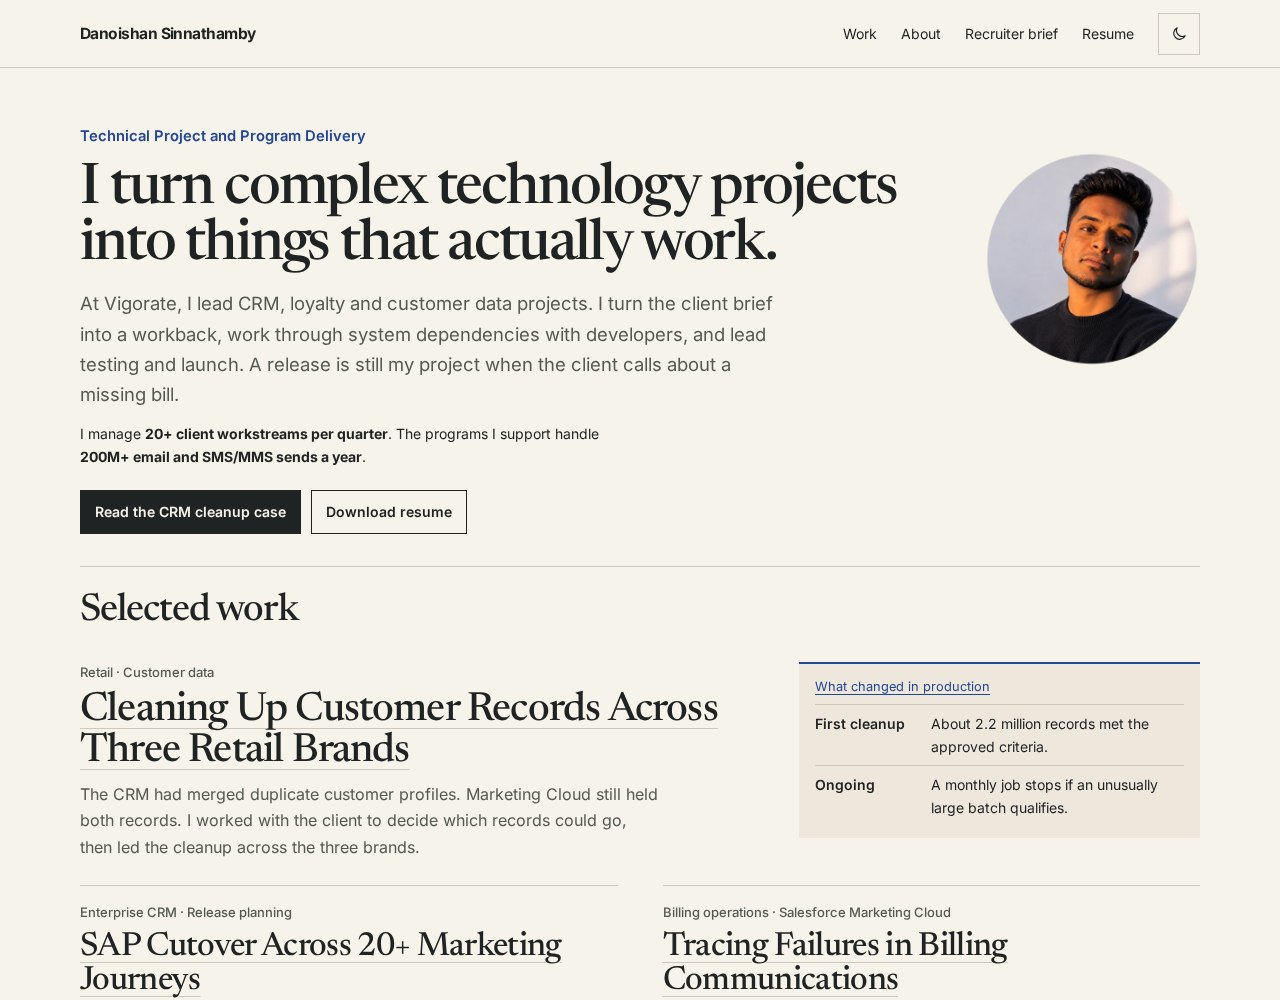 Danoishan Sinnathamby
Work
About
Recruiter brief
Resume
Technical Project and Program Delivery
I turn complex technology projects
into things that actually work.
At Vigorate, I lead CRM, loyalty and customer data projects. I turn the client brief
into a workback, work through system dependencies with developers, and lead
testing and launch. A release is still my project when the client calls about a
missing bill.
I manage 20+ client workstreams per quarter. The programs I support handle
200M+ email and SMS/MMS sends a year.
Read the CRM cleanup case
Download resume
Selected work
Retail · Customer data
Cleaning Up Customer Records Across
Three Retail Brands
The CRM had merged duplicate customer profiles. Marketing Cloud still held
both records. I worked with the client to decide which records could go,
then led the cleanup across the three brands.
What changed in production
First cleanup
About 2.2 million records met the
approved criteria.
Ongoing
A monthly job stops if an unusually
large batch qualifies.
Enterprise CRM · Release planning
SAP Cutover Across 20+ Marketing
Journeys
Billing operations · Salesforce Marketing Cloud
Tracing Failures in Billing
Communications